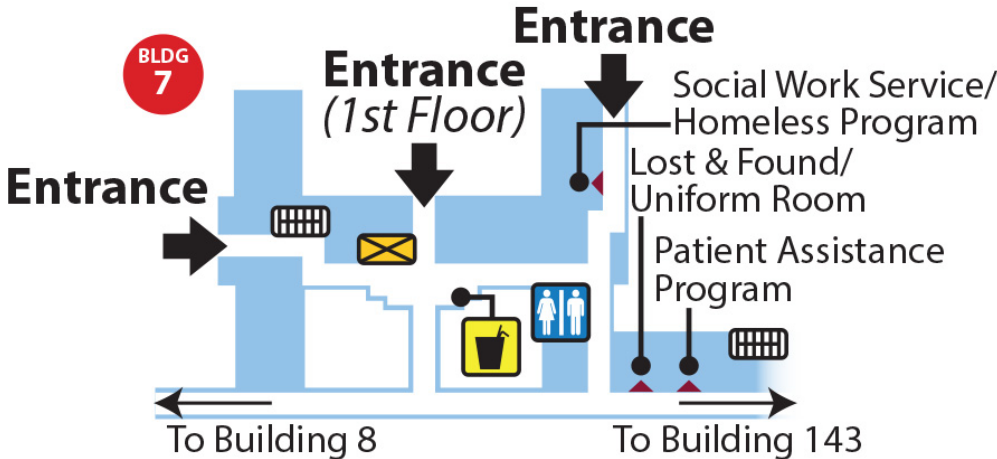 BLDG
7
Entrance
Entrance
(1st Floor)
Entrance
Social Work Service/
Homeless Program
Lost & Found/
Uniform Room
Patient Assistance
Program
To Building 8
To Building 143